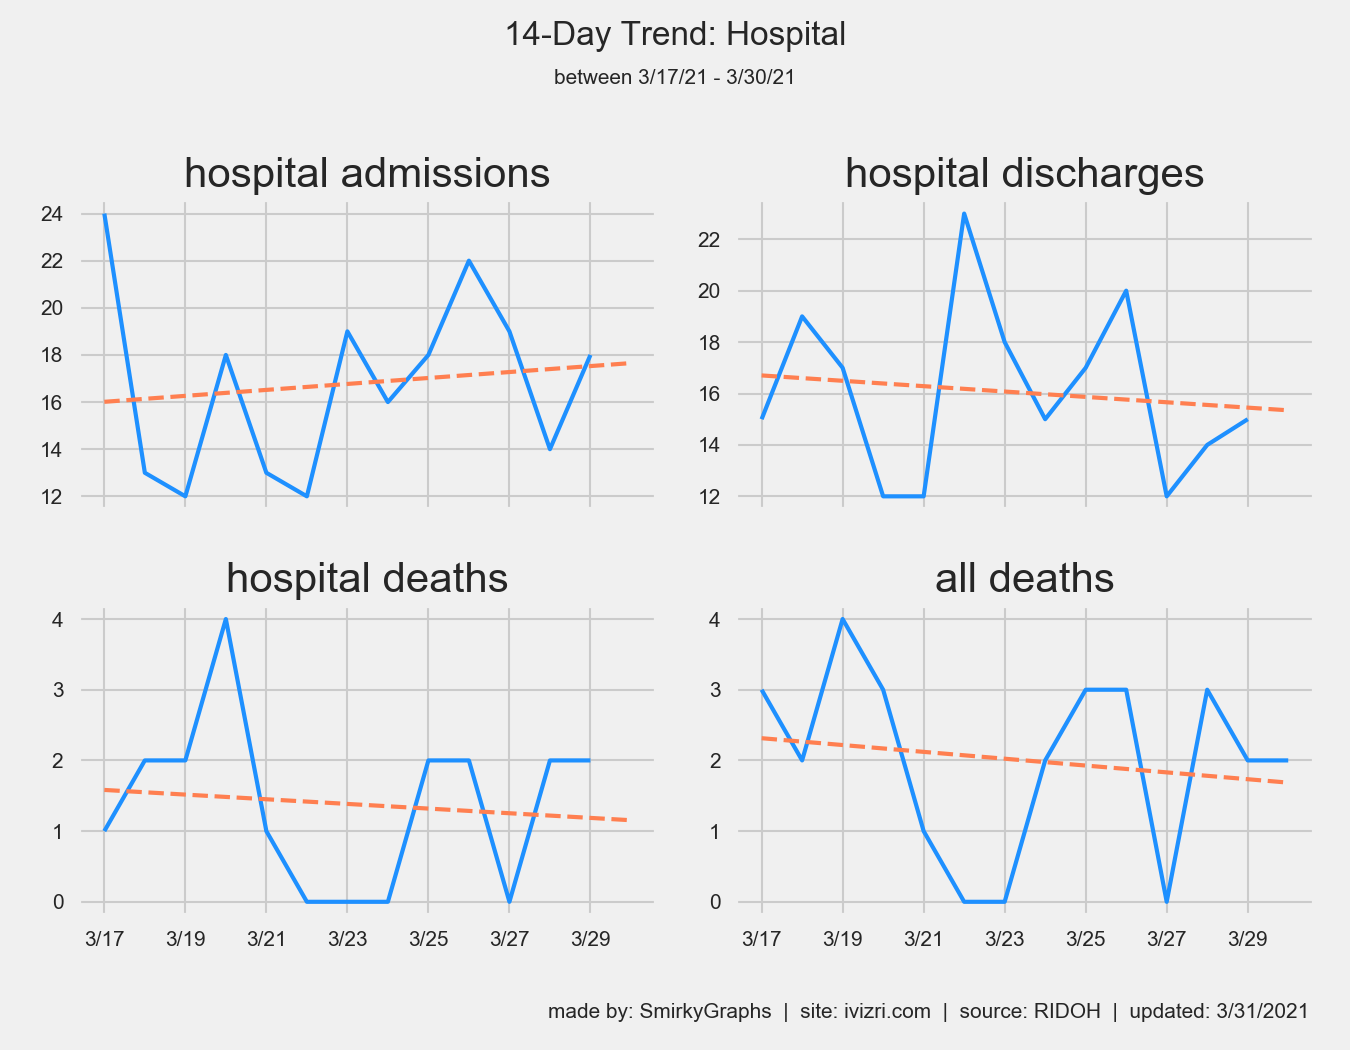 14-Day Trend: Hospital
between 3/17/21 - 3/30/21
hospital admissions
24
22
20
18
16
14
12
hospital discharges
22
20
18
16
14
12
hospital deaths
4
3
2
1
0
3/17 3/19 3/21 3/23 3/25 3/27 3/29
all deaths
4
3
2
1
0
3/17 3/19 3/21 3/23 3/25 3/27 3/29
made by: SmirkyGraphs | site: ivizri.com | source: RIDOH | updated: 3/31/2021